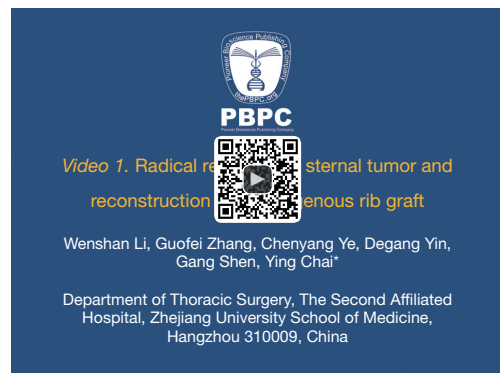 Pioneer Bioscience Publishing Company
thePBPC.org
PBPC
Pioneer Bioscience Publishing Company
Video 1. Radical sternal tumor and
reconstruction rib graft
Wenshan Li, Guofei Zhang, Chenyang Ye, Degang Yin,
Gang Shen, Ying Chai*
Department of Thoracic Surgery, The Second Affiliated
Hospital, Zhejiang University School of Medicine,
Hangzhou 310009, China